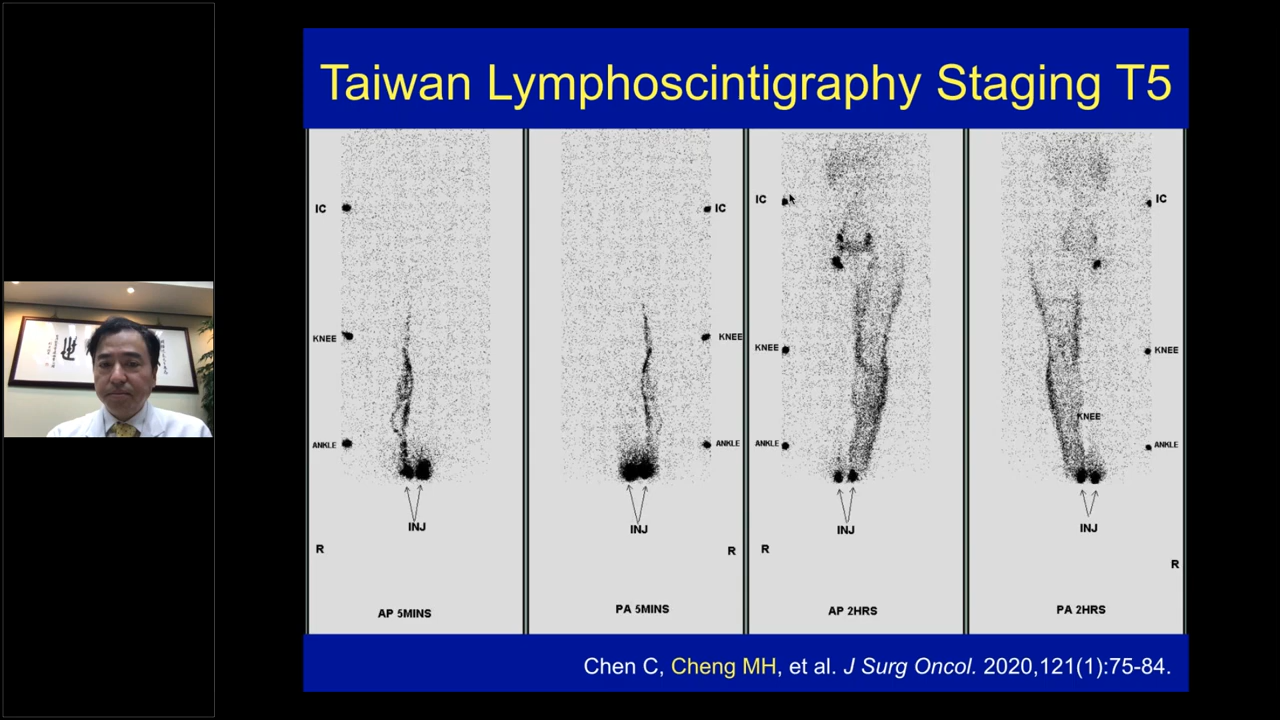 Taiwan Lymphoscintigraphy Staging T5
IC
KNEE
ANKLE
INJ
R
AP 5MINS
IC
KNEE
ANKLE
INJ
R
PA 5MINS
IC
KNEE
ANKLE
INJ
R
AP 2HRS
IC
KNEE
KNEE
ANKLE
INJ
R
PA 2HRS
Chen C, Cheng MH, et al. J Surg Oncol. 2020,121(1):75-84.